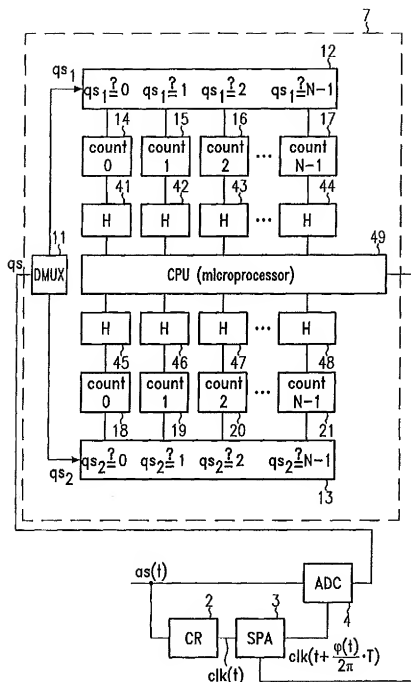 7
qs1
12
qs1≟0 qs1≟1 qs1≟2 qs1≟N-1
14 15 16 17
count 0 count 1 count 2 ... count N-1
41 42 43 44
H H H ... H
qs 11 49
DMUX CPU (microprocessor)
H H H ... H
45 46 47 48
count 0 count 1 count 2 ... count N-1
18 19 20 21
qs2≟0 qs2≟1 qs2≟2 qs2≟N-1
qs2
13
as(t)
ADC
2 3 4
CR SPA
clk(t) clk(t+φ(t)/2π·T)